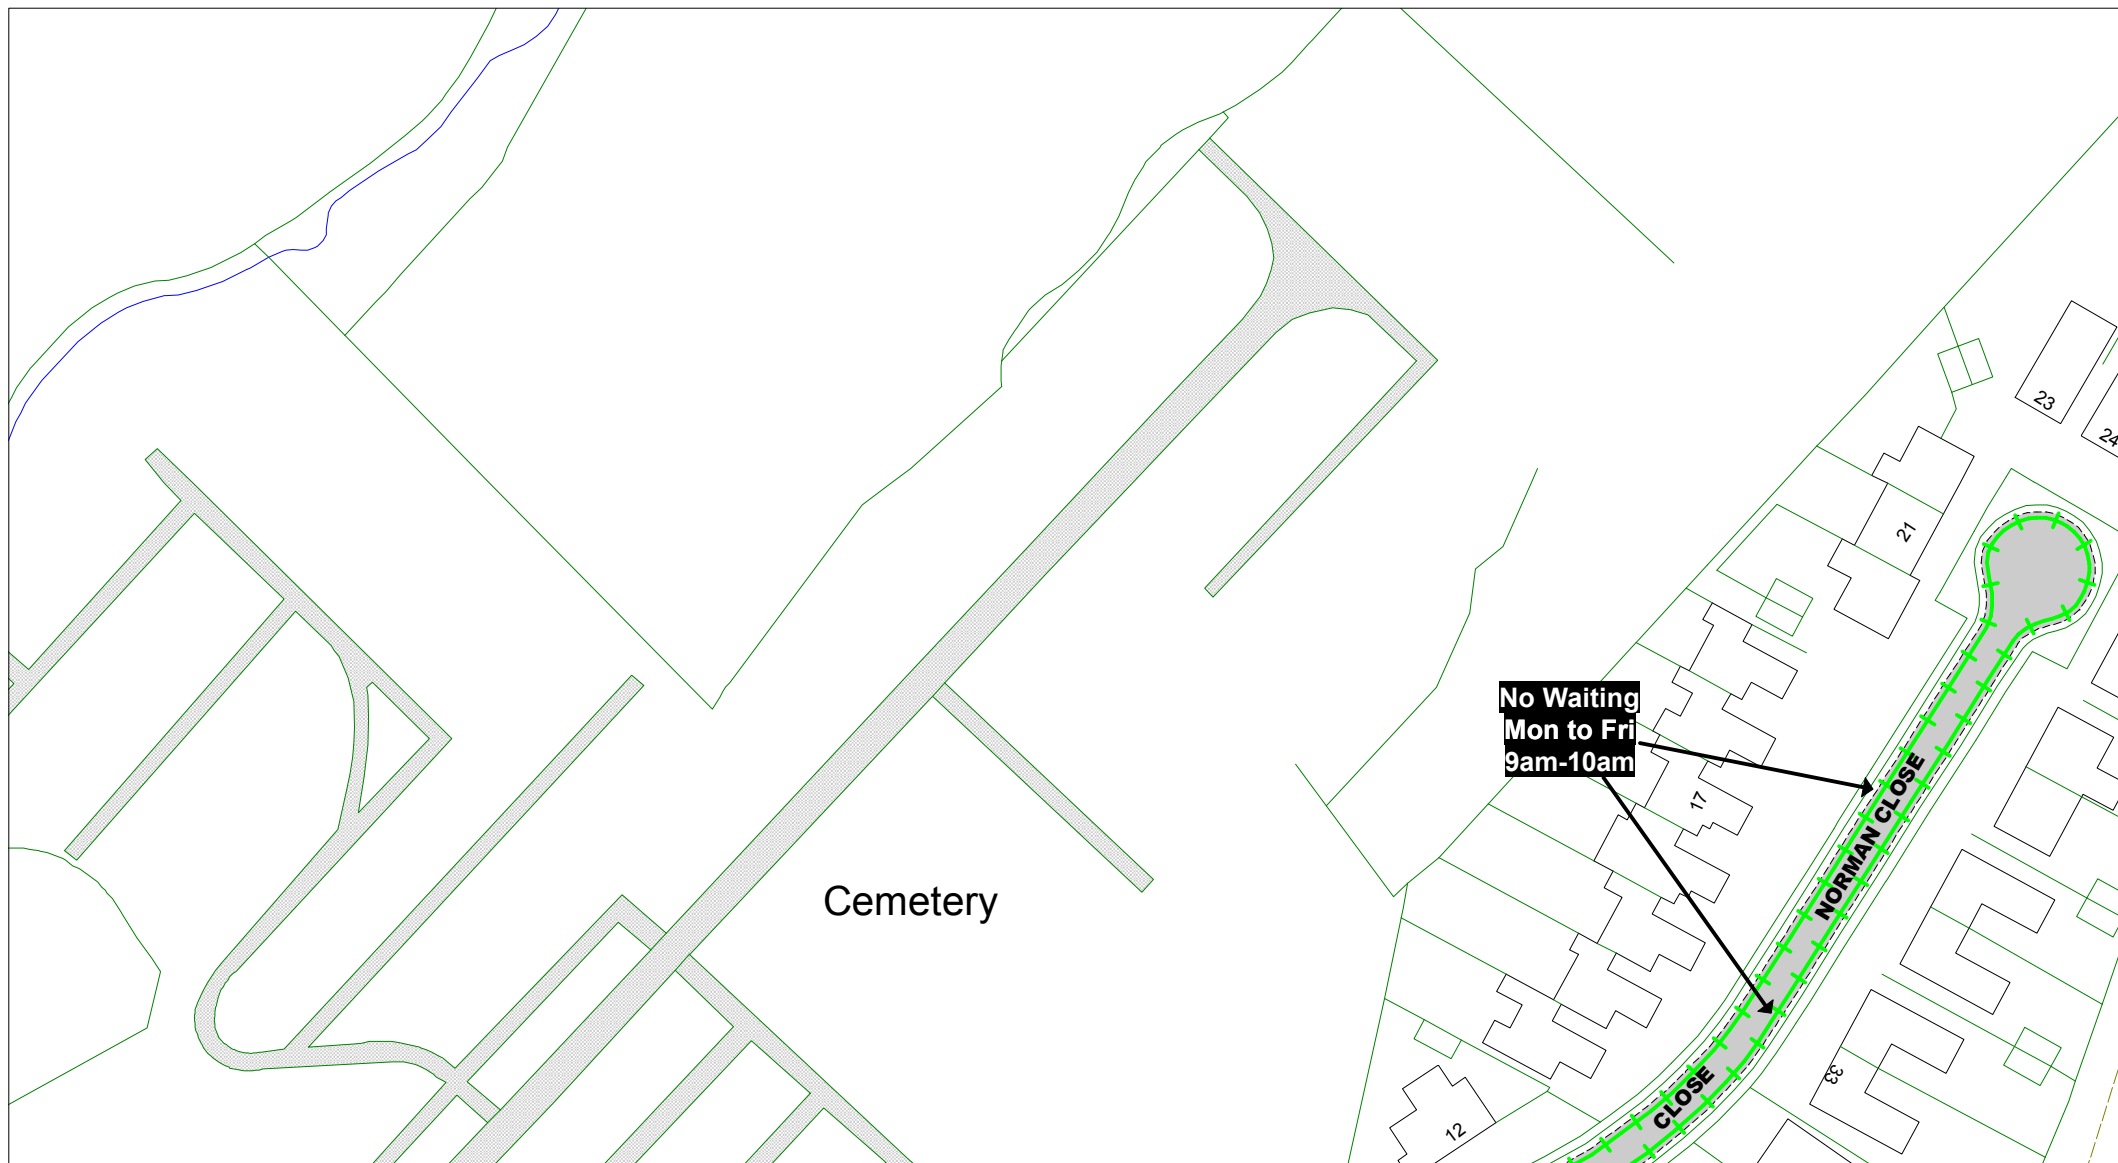 23
24
21
No Waiting
Mon to Fri
9am-10am
17
NORMAN CLOSE
Cemetery
33
CLOSE
12